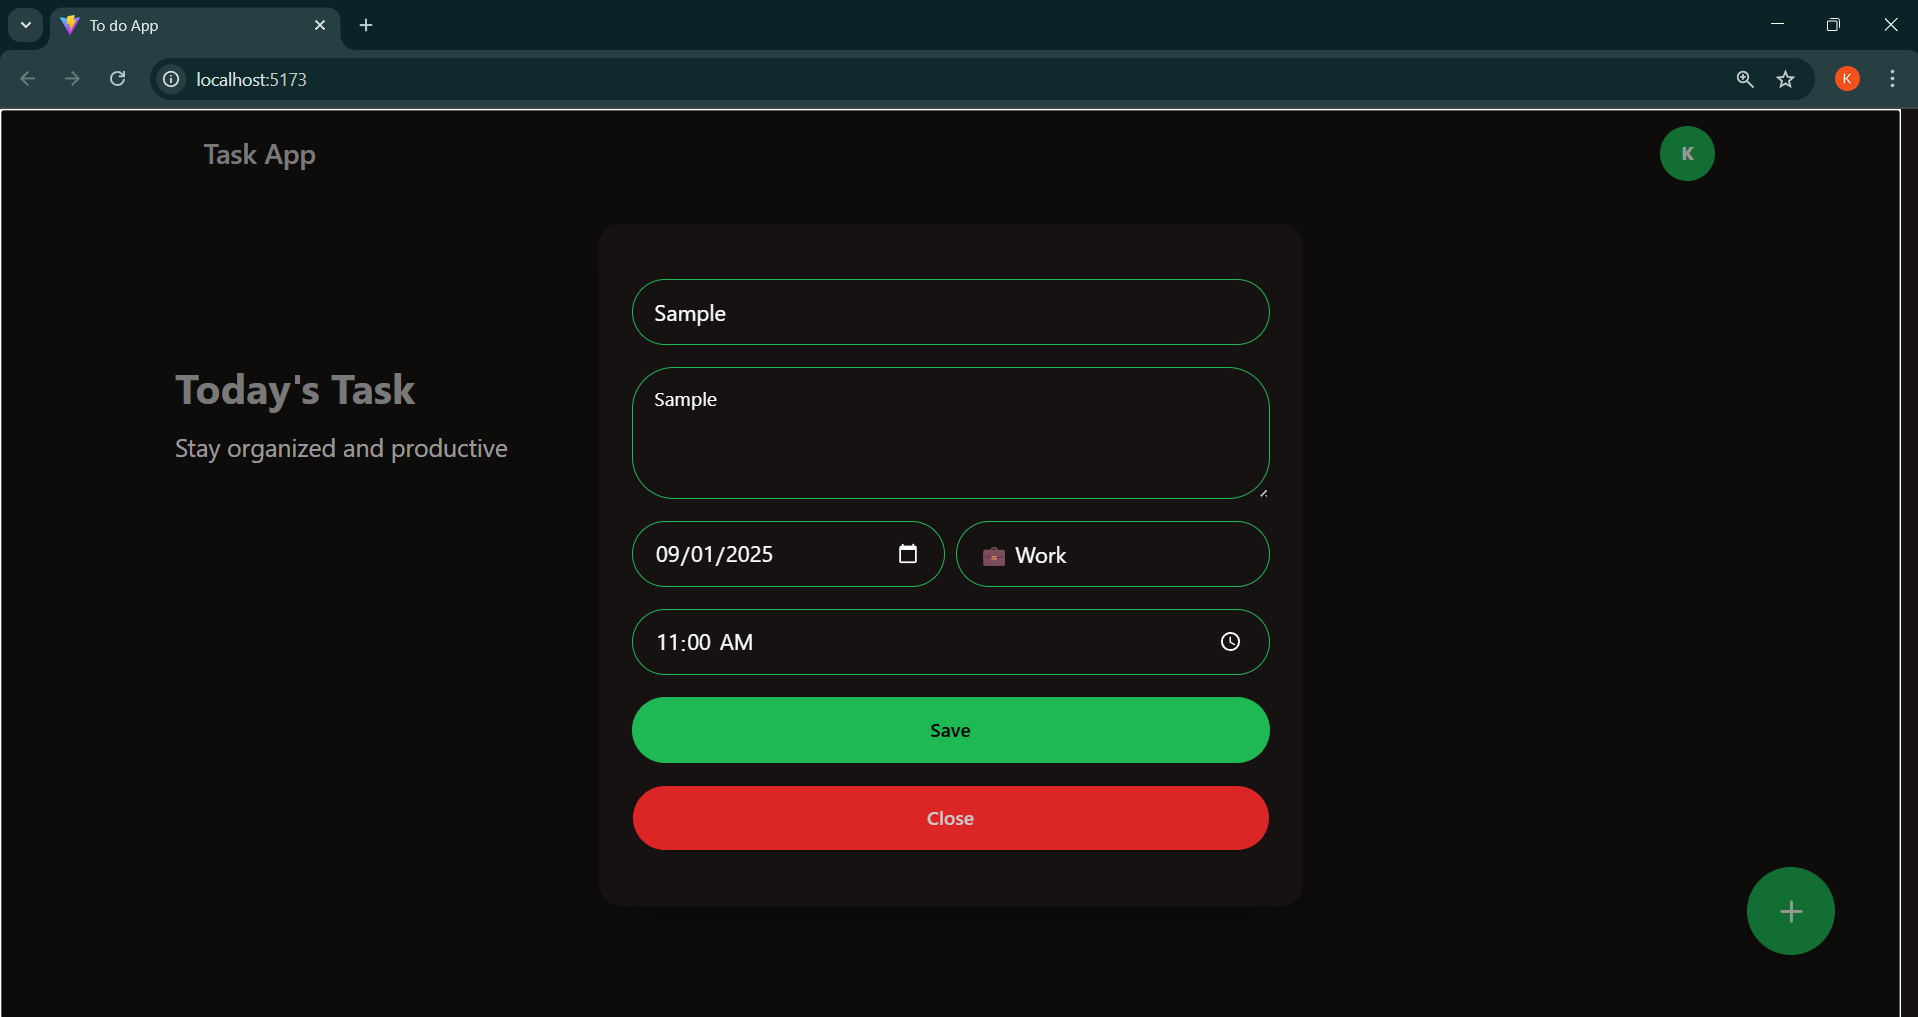 To do App
localhost:5173
K
Task App
K
Sample
Today's Task
Stay organized and productive
Sample
09/01/2025
Work
11:00 AM
Save
Close
+